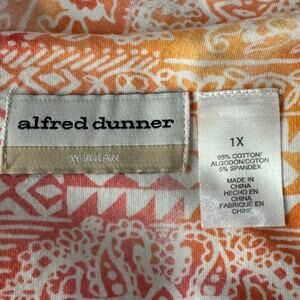 alfred dunner
WOMAN
1X
95% COTTON/
ALGODON/COTON
5% SPANDEX
MADE IN
CHINA
HECHO EN
CHINA
FABRIQUE EN
CHINE